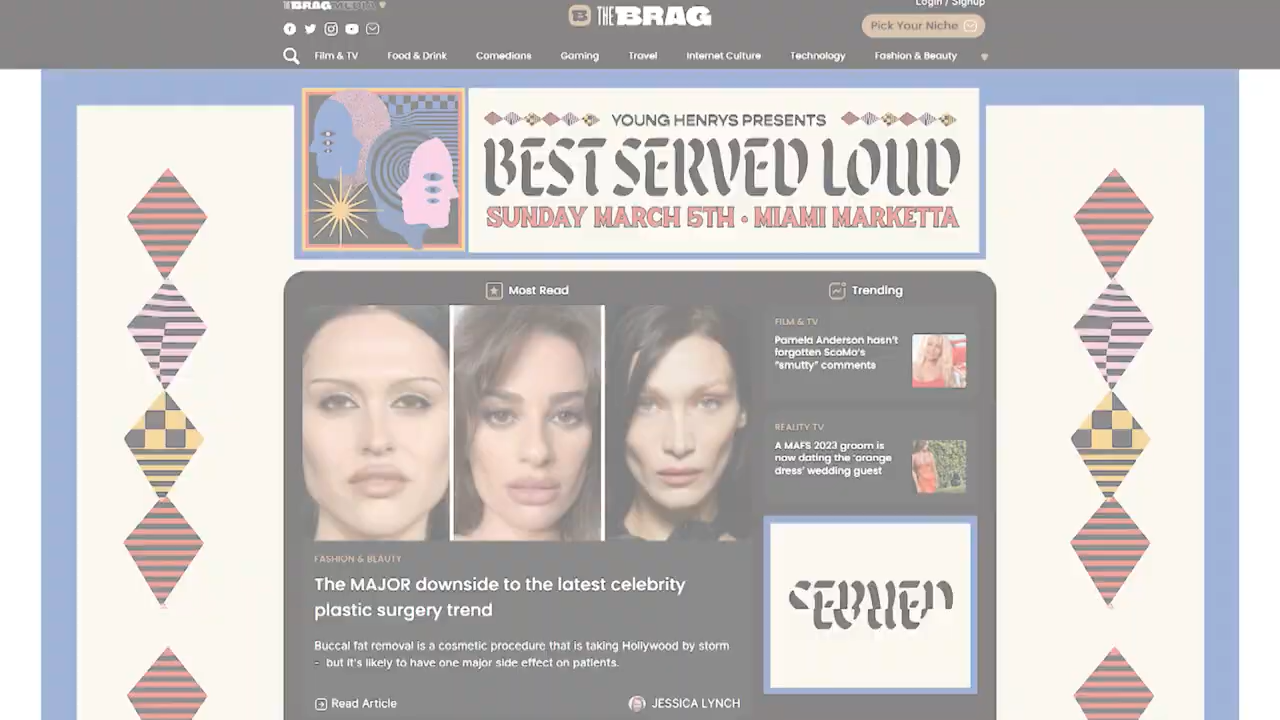 THE BRAG MEDIA
THE BRAG
Login / Signup
Pick Your Niche
Film & TV
Food & Drink
Comedians
Gaming
Travel
Internet Culture
Technology
Fashion & Beauty
YOUNG HENRYS PRESENTS
BEST SERVED LOUD
SUNDAY MARCH 5TH • MIAMI MARKETTA
Most Read
FASHION & BEAUTY
The MAJOR downside to the latest celebrity
plastic surgery trend
Buccal fat removal is a cosmetic procedure that is taking Hollywood by storm
- but it's likely to have one major side effect on patients.
Read Article
JESSICA LYNCH
Trending
FILM & TV
Pamela Anderson hasn't
forgotten ScoMo's
"smutty" comments
REALITY TV
A MAFS 2023 groom is
now dating the 'orange
dress' wedding guest